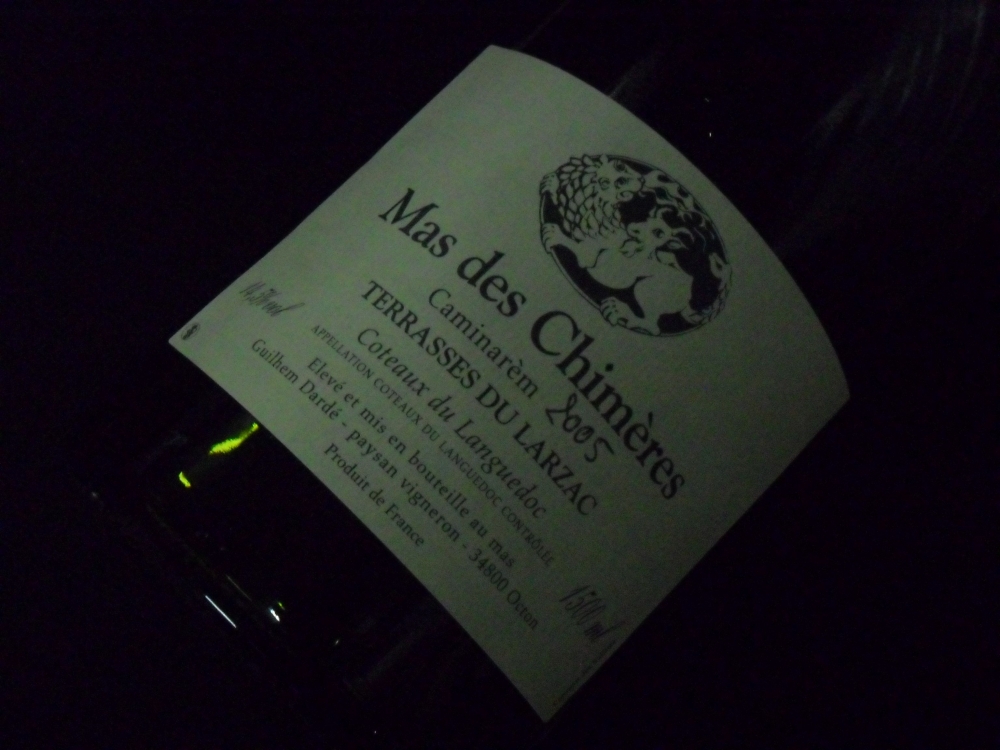 Mas des Chimères
Caminarèm 2005
TERRASSES DU LARZAC
Coteaux du Languedoc
APPELLATION COTEAUX DU LANGUEDOC CONTRÔLÉE
Elevé et mis en bouteille au mas
Guilhem Dardé - paysan vigneron - 34800 Octon
Produit de France
1500 ml